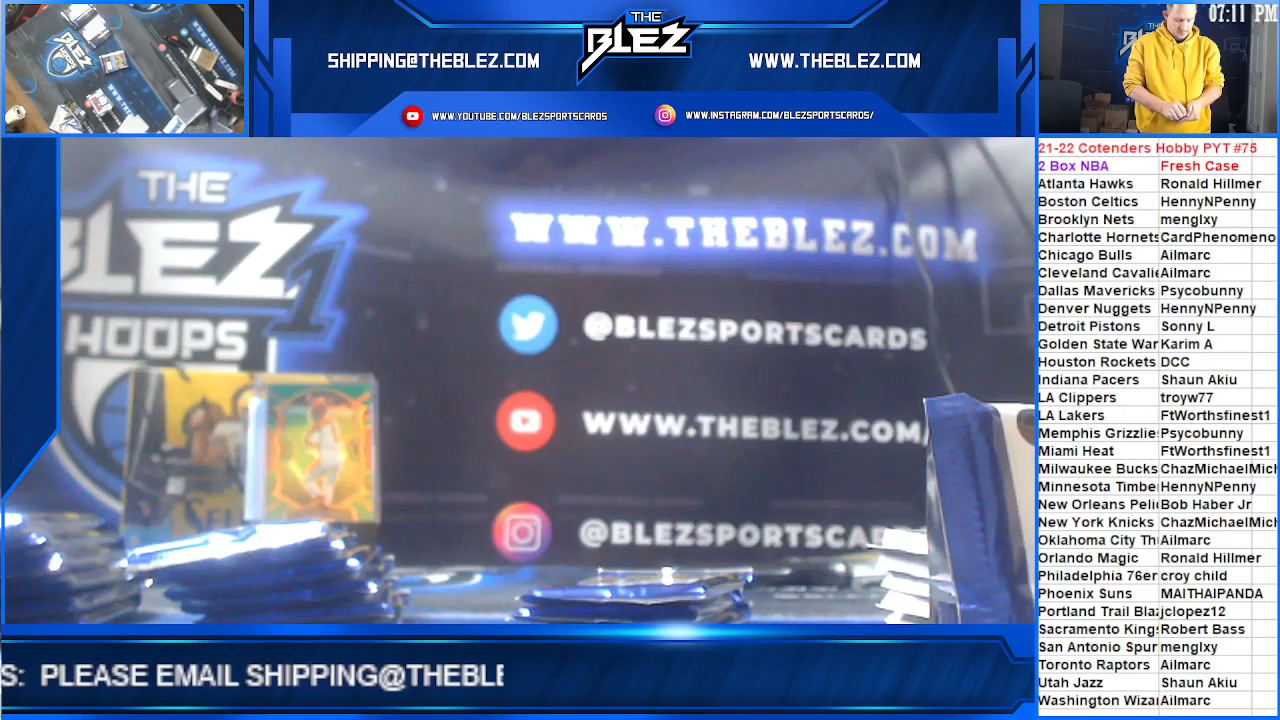 07:11 PM
THE
BLEZ
SHIPPING@THEBLEZ.COM
WWW.THEBLEZ.COM
WWW.YOUTUBE.COM/BLEZSPORTSCARDS
WWW.INSTAGRAM.COM/BLEZSPORTSCARDS/
THE
BLEZ
HOOPS
1
WWW.THEBLEZ.COM
@BLEZSPORTSCARDS
WWW.THEBLEZ.COM/
@BLEZSPORTSCARDS
21-22 Cotenders Hobby PYT #75
2 Box NBA Fresh Case
Atlanta Hawks Ronald Hillmer
Boston Celtics HennyNPenny
Brooklyn Nets menglxy
Charlotte Hornets CardPhenomeno
Chicago Bulls Ailmarc
Cleveland Cavalie Ailmarc
Dallas Mavericks Psycobunny
Denver Nuggets HennyNPenny
Detroit Pistons Sonny L
Golden State War Karim A
Houston Rockets DCC
Indiana Pacers Shaun Akiu
LA Clippers troyw77
LA Lakers FtWorthsfinest1
Memphis Grizzlie Psycobunny
Miami Heat FtWorthsfinest1
Milwaukee Bucks ChazMichaelMich
Minnesota Timbe HennyNPenny
New Orleans Peli Bob Haber Jr
New York Knicks ChazMichaelMich
Oklahoma City Th Ailmarc
Orlando Magic Ronald Hillmer
Philadelphia 76er croy child
Phoenix Suns MAITHAIPANDA
Portland Trail Blaz jclopez12
Sacramento King Robert Bass
San Antonio Spur menglxy
Toronto Raptors Ailmarc
Utah Jazz Shaun Akiu
Washington Wiza Ailmarc
S: PLEASE EMAIL SHIPPING@THEBLE